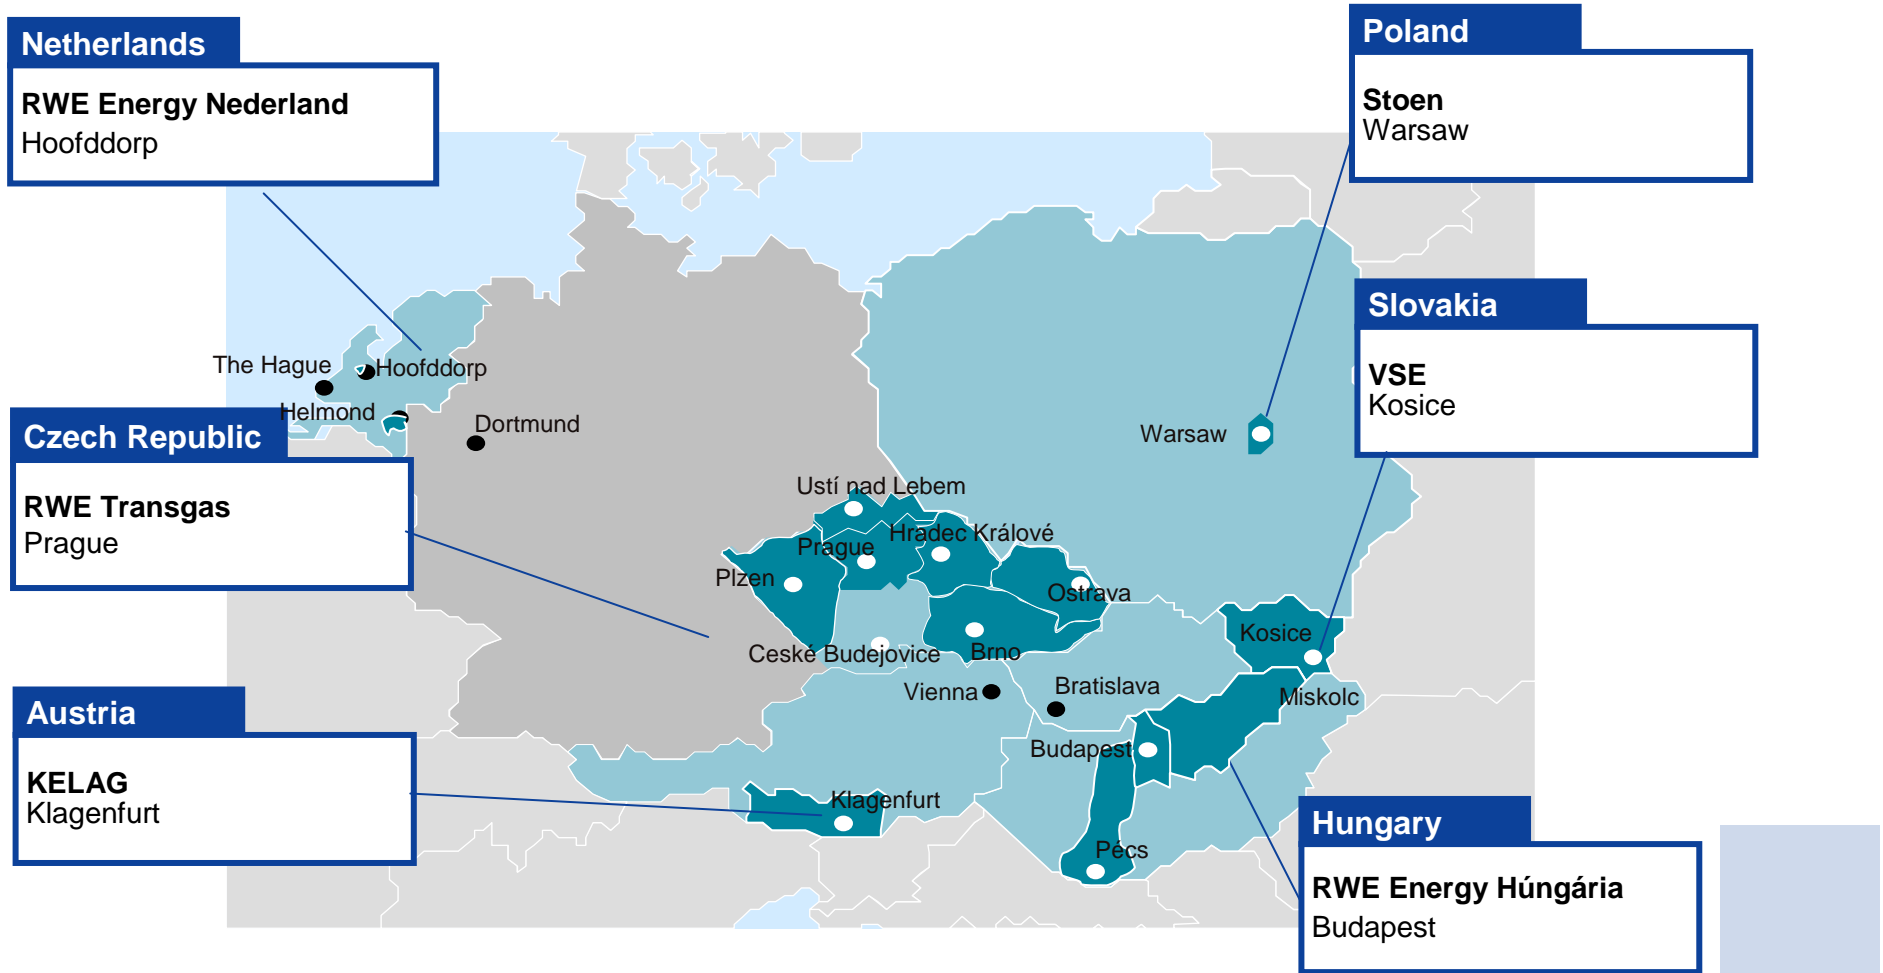 Netherlands
RWE Energy Nederland
Hoofddorp
Poland
Stoen
Warsaw
Slovakia
VSE
Kosice
The Hague
Hoofddorp
Helmond
Dortmund
Warsaw
Czech Republic
RWE Transgas
Prague
Ustí nad Lebem
Hradec Králové
Prague
Plzen
Ostrava
Kosice
Ceské Budejovice
Brno
Vienna
Bratislava
Miskolc
Budapest
Austria
KELAG
Klagenfurt
Klagenfurt
Pécs
Hungary
RWE Energy Húngária
Budapest